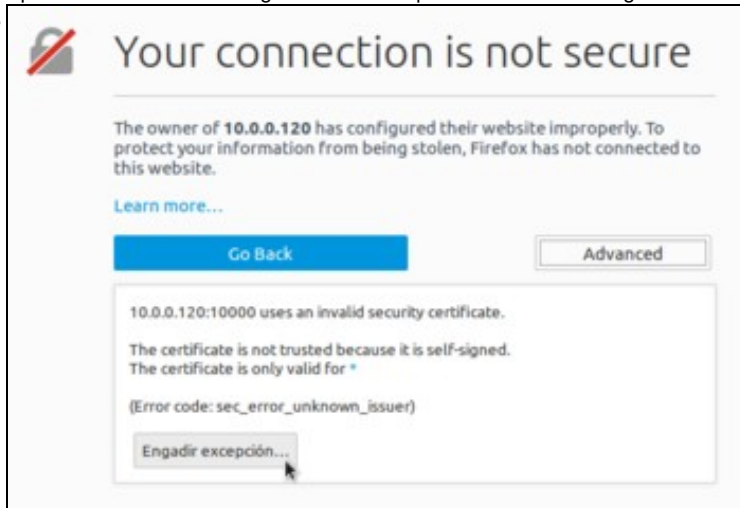 Your connection is not secure
The owner of 10.0.0.120 has configured their website improperly. To
protect your information from being stolen, Firefox has not connected to
this website.
Learn more...
Go Back
Advanced
10.0.0.120:10000 uses an invalid security certificate.
The certificate is not trusted because it is self-signed.
The certificate is only valid for *
(Error code: sec_error_unknown_issuer)
Engadir excepción...